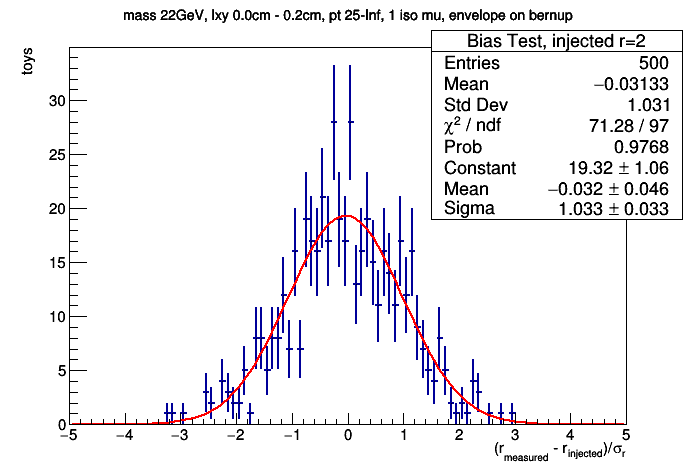 mass 22GeV, lxy 0.0cm - 0.2cm, pt 25-Inf, 1 iso mu, envelope on bernup
toys
Bias Test, injected r=2
Entries 500
Mean −0.03133
Std Dev 1.031
χ² / ndf 71.28 / 97
Prob 0.9768
Constant 19.32 ± 1.06
Mean −0.032 ± 0.046
Sigma 1.033 ± 0.033
30
25
20
15
10
5
0
−5 −4 −3 −2 −1 0 1 2 3 4 5
(r_measured - r_injected)/σ_r